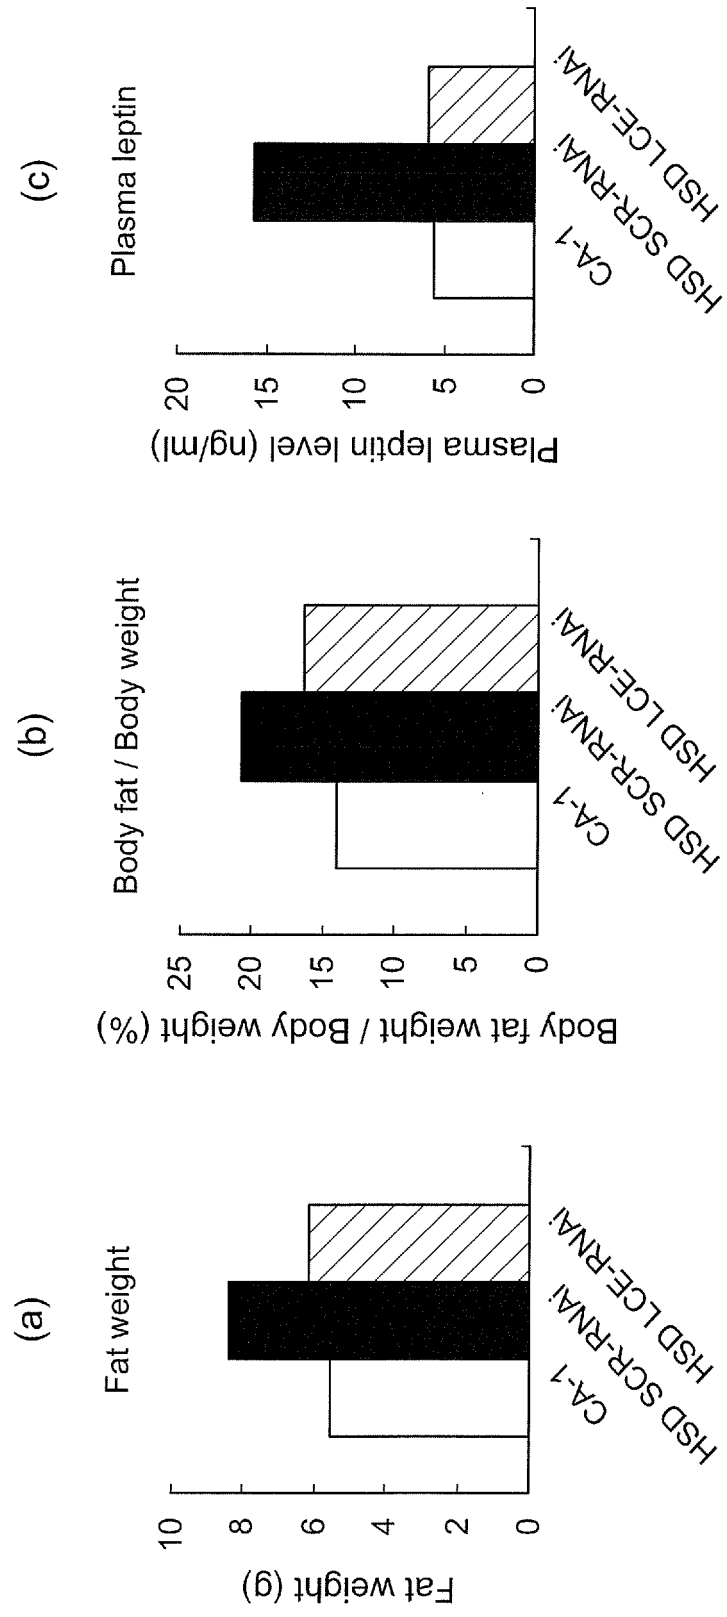 (a)
Fat weight
Fat weight (g)
10
8
6
4
2
0
CA-1
HSD SCR-RNAi
HSD LCE-RNAi
(b)
Body fat / Body weight
Body fat weight / Body weight (%)
25
20
15
10
5
0
CA-1
HSD SCR-RNAi
HSD LCE-RNAi
(c)
Plasma leptin
Plasma leptin level (ng/ml)
20
15
10
5
0
CA-1
HSD SCR-RNAi
HSD LCE-RNAi